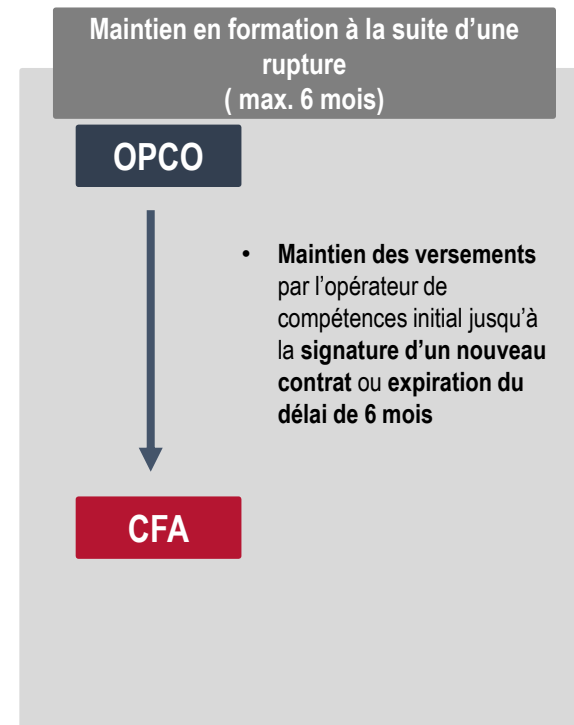 Maintien en formation à la suite d’une
rupture
( max. 6 mois)
OPCO
• Maintien des versements
par l’opérateur de
compétences initial jusqu’à
la signature d’un nouveau
contrat ou expiration du
délai de 6 mois
CFA